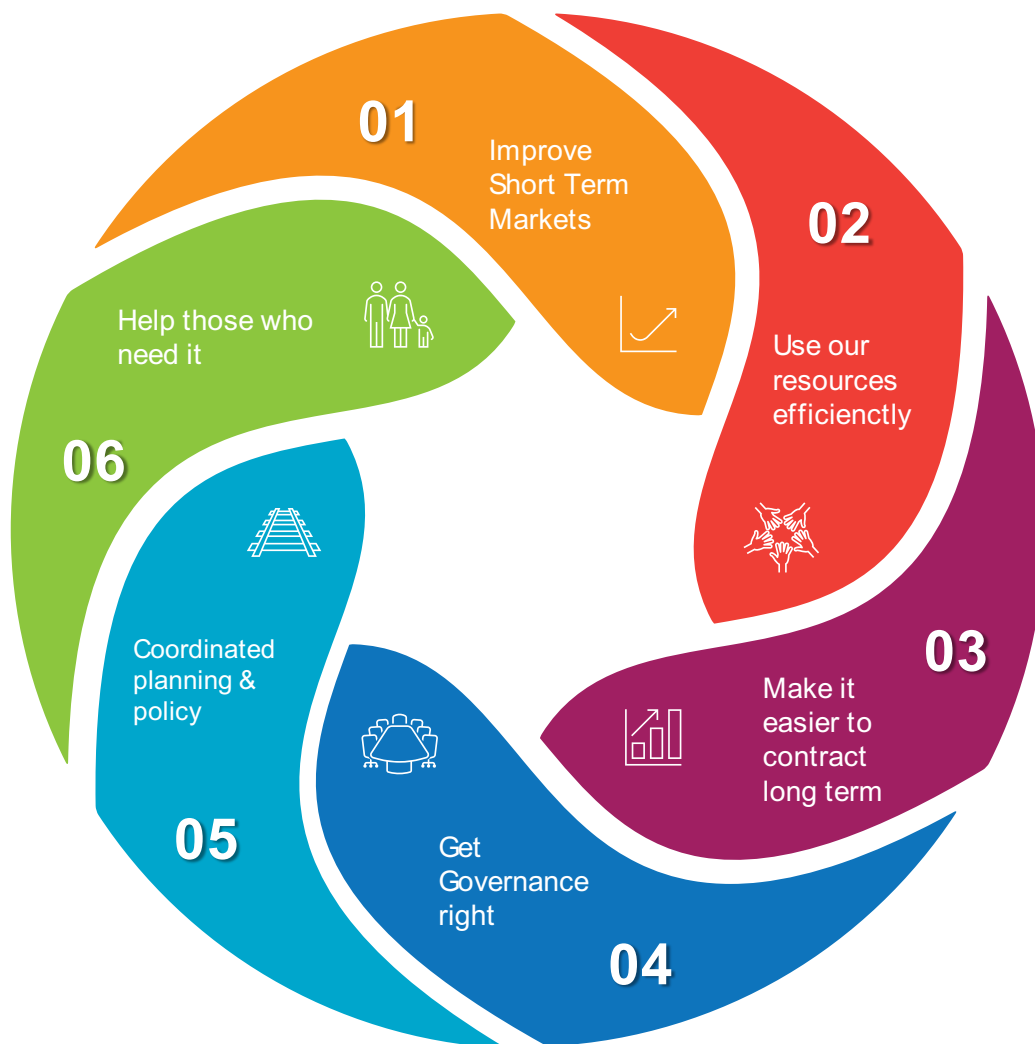 01
Improve
Short Term
Markets
02
Use our
resources
efficienctly
03
Make it
easier to
contract
long term
04
Get
Governance
right
05
Coordinated
planning &
policy
06
Help those who
need it